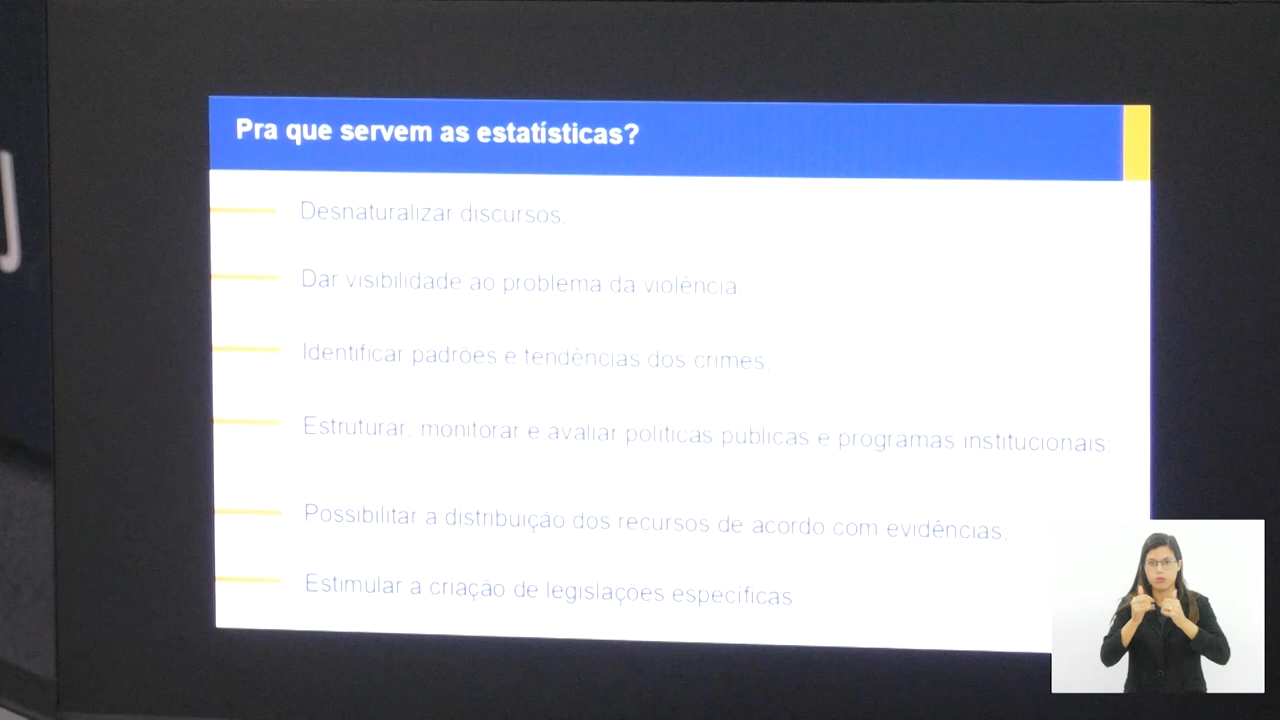 Pra que servem as estatísticas?
Desnaturalizar discursos;
Dar visibilidade ao problema da violência
Identificar padrões e tendências dos crimes;
Estruturar, monitorar e avaliar políticas publicas e programas institucionais;
Possibilitar a distribuição dos recursos de acordo com evidências;
Estimular a criação de legislações específicas
J